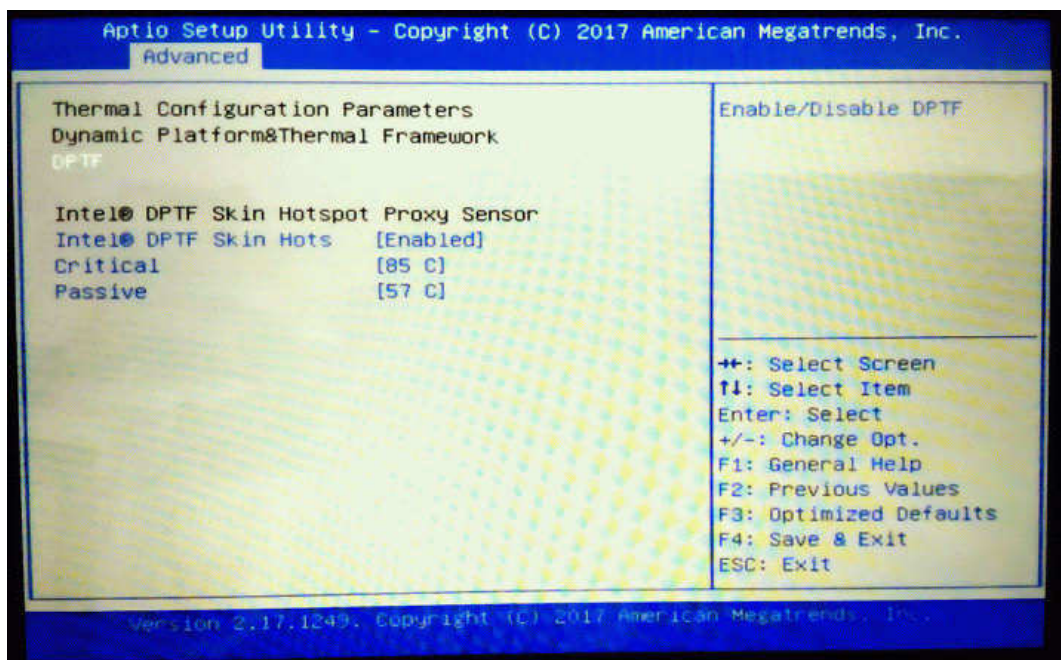 Aptio Setup Utility – Copyright (C) 2017 American Megatrends, Inc.
Advanced
Thermal Configuration Parameters
Dynamic Platform&Thermal Framework
DPTF
Intel® DPTF Skin Hotspot Proxy Sensor
Intel® DPTF Skin Hots [Enabled]
Critical [85 C]
Passive [57 C]
Enable/Disable DPTF
→←: Select Screen
↑↓: Select Item
Enter: Select
+/-: Change Opt.
F1: General Help
F2: Previous Values
F3: Optimized Defaults
F4: Save & Exit
ESC: Exit
Version 2.17.1249. Copyright (C) 2017 American Megatrends, Inc.